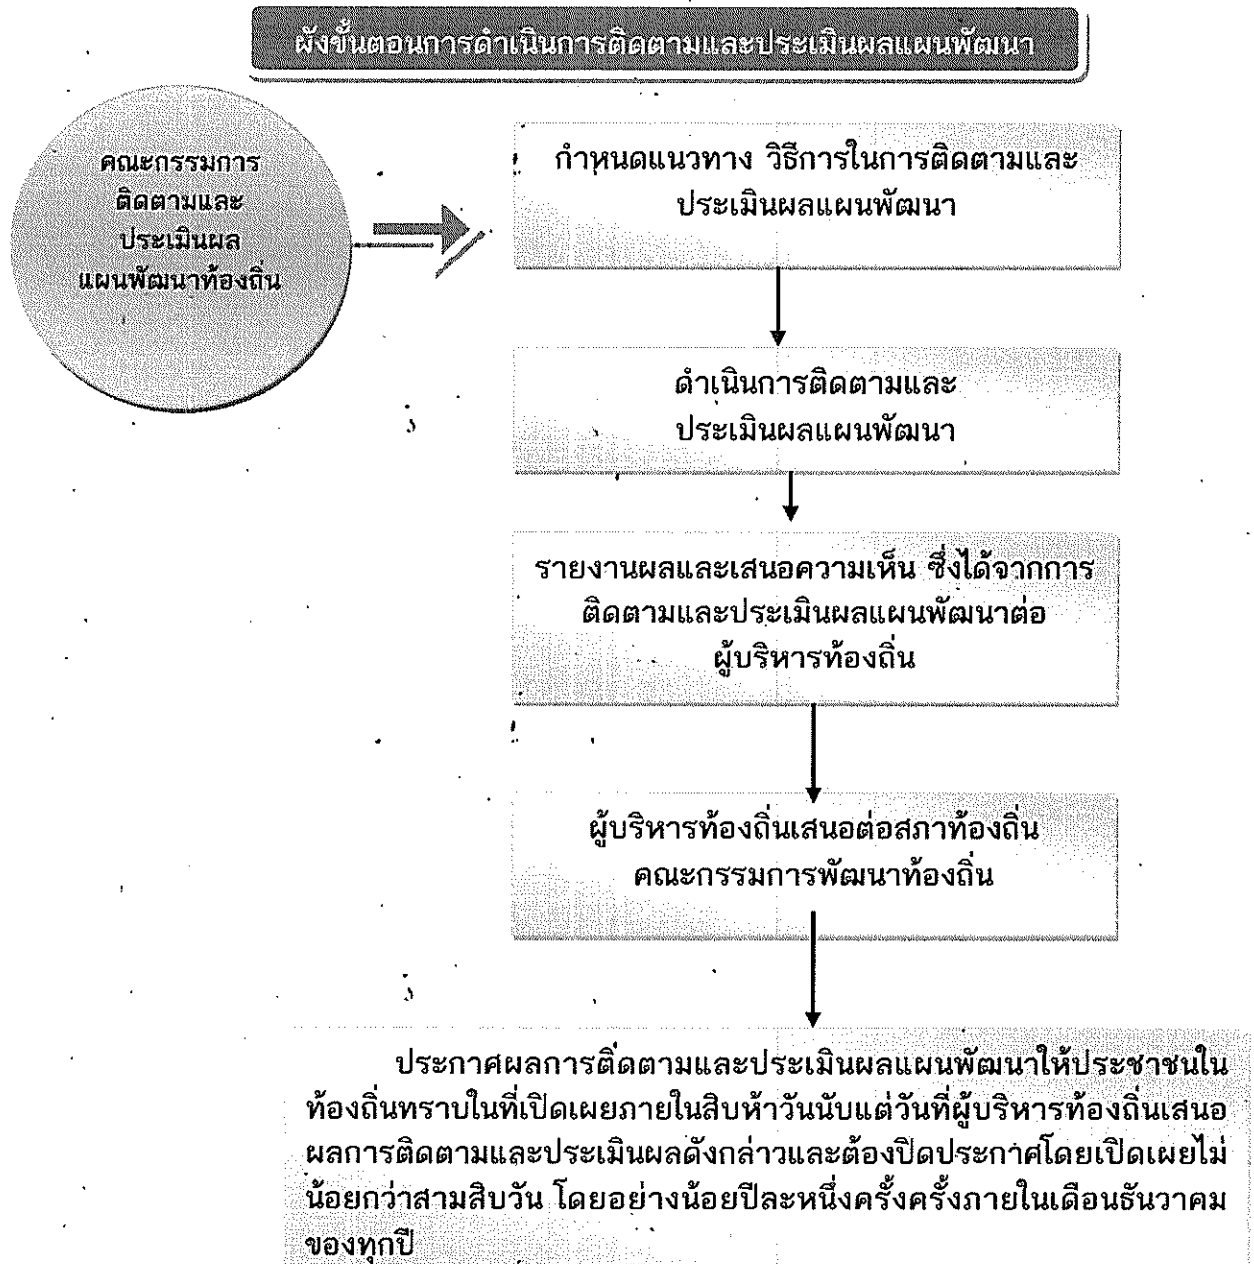 ผังขั้นตอนการดำเนินการติดตามและประเมินผลแผนพัฒนา
คณะกรรมการ
ติดตามและ
ประเมินผล
แผนพัฒนาท้องถิ่น
กำหนดแนวทาง วิธีการในการติดตามและ
ประเมินผลแผนพัฒนา
ดำเนินการติดตามและ
ประเมินผลแผนพัฒนา
รายงานผลและเสนอความเห็น ซึ่งได้จากการ
ติดตามและประเมินผลแผนพัฒนาต่อ
ผู้บริหารท้องถิ่น
ผู้บริหารท้องถิ่นเสนอต่อสภาท้องถิ่น
คณะกรรมการพัฒนาท้องถิ่น
ประกาศผลการติดตามและประเมินผลแผนพัฒนาให้ประชาชนใน
ท้องถิ่นทราบในที่เปิดเผยภายในสิบห้าวันนับแต่วันที่ผู้บริหารท้องถิ่นเสนอ
ผลการติดตามและประเมินผลดังกล่าวและต้องปิดประกาศโดยเปิดเผยไม่
น้อยกว่าสามสิบวัน โดยอย่างน้อยปีละหนึ่งครั้งครั้งภายในเดือนธันวาคม
ของทุกปี